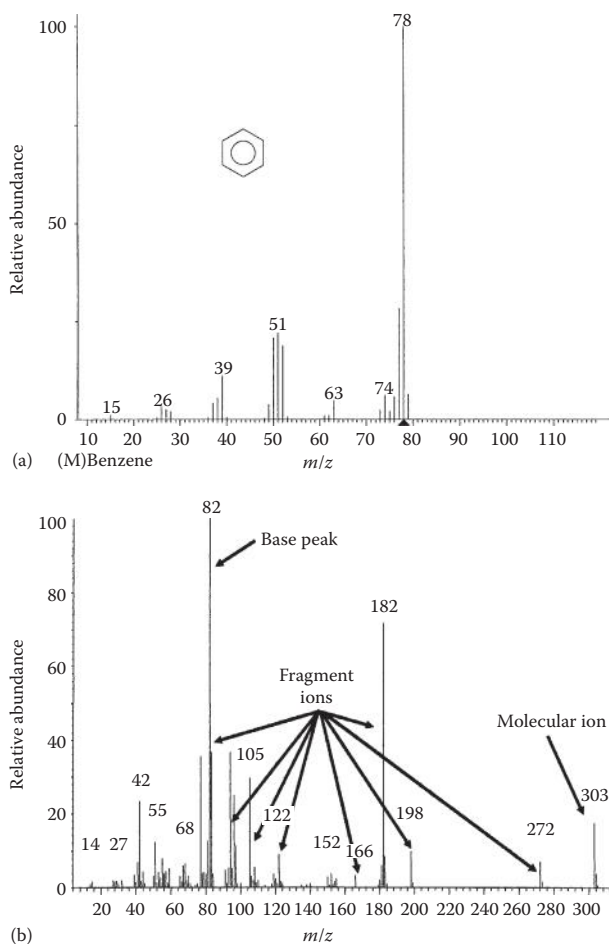 100
78
Relative abundance
50
51
39
74
63
26
15
0
10 20 30 40 50 60 70 80 90 100 110
(a) (M)Benzene m/z
82
100
Base peak
80
182
Relative abundance
60
Fragment
ions
Molecular ion
40
105
42
303
20
122
198
55
68
152
272
14 27
166
0
20 40 60 80 100 120 140 160 180 200 220 240 260 280 300
(b) m/z